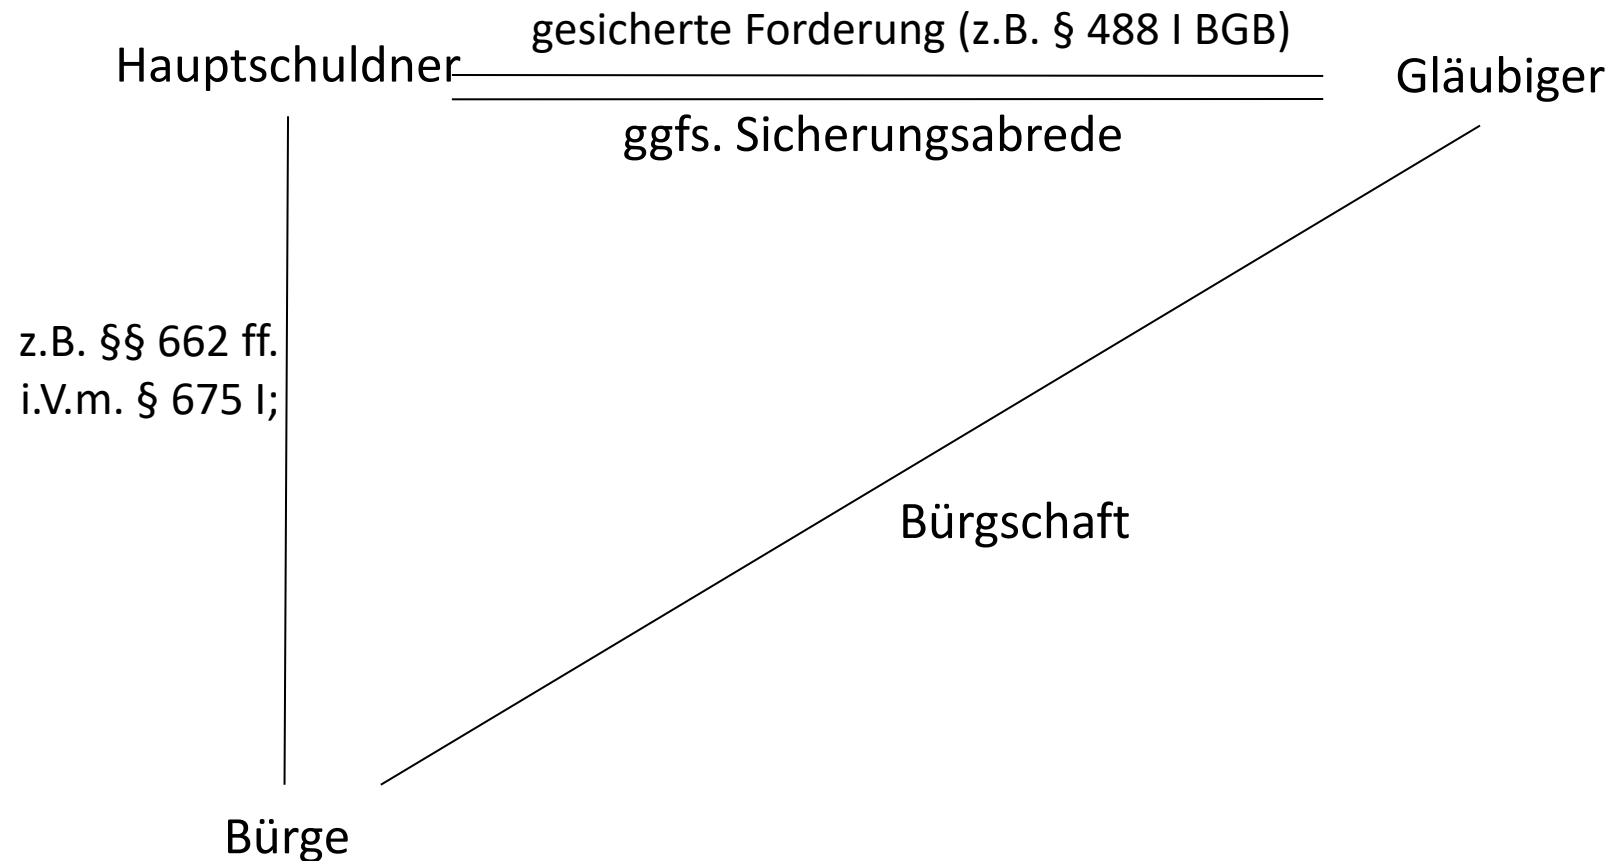 gesicherte Forderung (z.B. § 488 I BGB)
Hauptschuldner
Gläubiger
ggfs. Sicherungsabrede
z.B. §§ 662 ff.
i.V.m. § 675 I;
Bürgschaft
Bürge